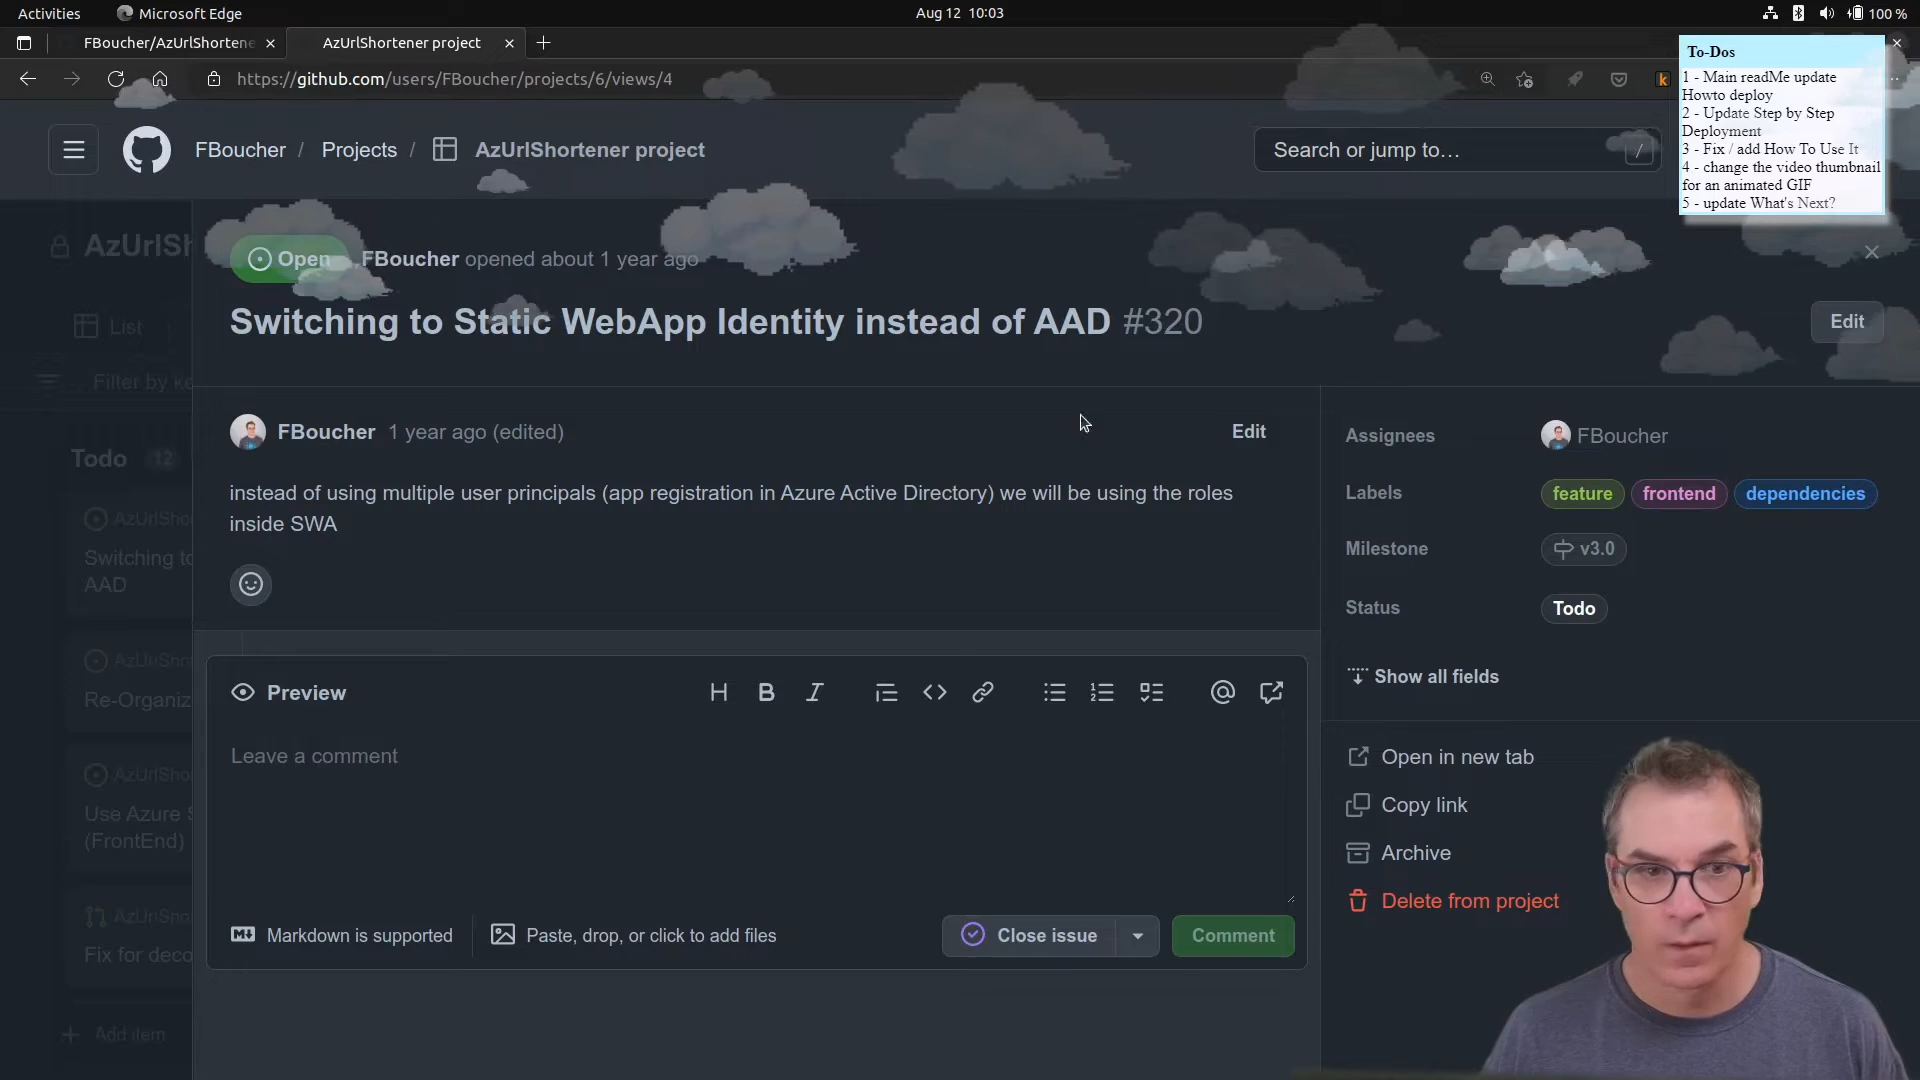 Activities
Microsoft Edge
Aug 12 10:03
100 %
FBoucher/AzUrlShortene
AzUrlShortener project
https://github.com/users/FBoucher/projects/6/views/4
To-Dos
1 - Main readMe update
Howto deploy
2 - Update Step by Step
Deployment
3 - Fix / add How To Use It
4 - change the video thumbnail
for an animated GIF
5 - update What's Next?
FBoucher / Projects / AzUrlShortener project
Search or jump to…
/
AzUrlSh
List
Filter by ke
Todo 12
AzUrlShor
Switching to
AAD
AzUrlShor
Re-Organiz
AzUrlShor
Use Azure S
(FrontEnd)
AzUrlShor
Fix for deco
Add item
Open
FBoucher opened about 1 year ago
Switching to Static WebApp Identity instead of AAD #320
Edit
FBoucher 1 year ago (edited)
Edit
instead of using multiple user principals (app registration in Azure Active Directory) we will be using the roles
inside SWA
Preview
Leave a comment
Markdown is supported
Paste, drop, or click to add files
Close issue
Comment
Assignees
FBoucher
Labels
feature
frontend
dependencies
Milestone
v3.0
Status
Todo
Show all fields
Open in new tab
Copy link
Archive
Delete from project